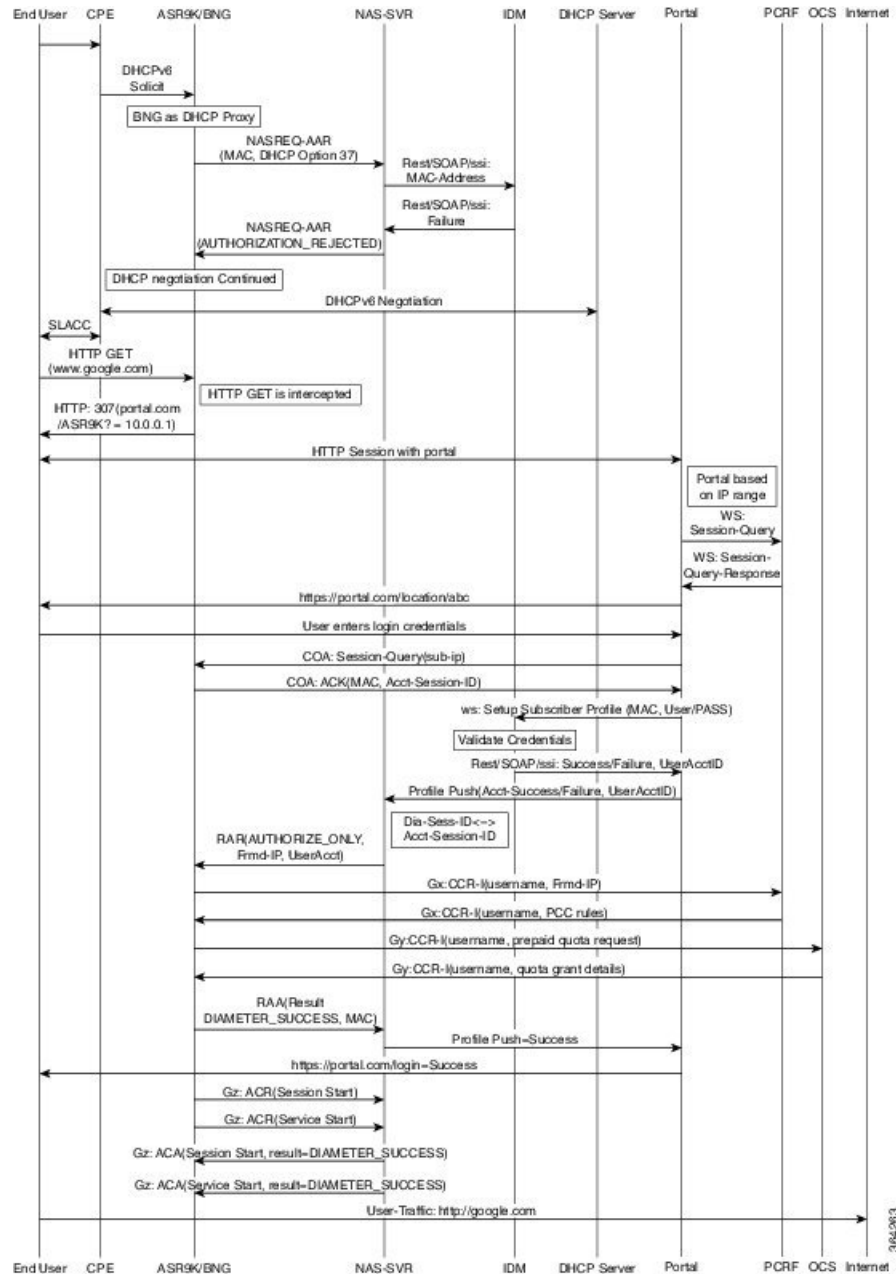 End User CPE ASR9K/BNG NAS-SVR IDM DHCP Server Portal PCRF OCS Internet
DHCPv6
Solicit
BNG as DHCP Proxy
NASREQ-AAR
(MAC, DHCP Option 37)
Rest/SOAP/ssi:
MAC-Address
Rest/SOAP/ssi:
Failure
NASREQ-AAR
(AUTHORIZATION_REJECTED)
DHCP negotiation Continued
DHCPv6 Negotiation
SLACC
HTTP GET
(www.google.com)
HTTP GET is intercepted
HTTP: 307(portal.com
/ASR9K? = 10.0.0.1)
HTTP Session with portal
Portal based
on IP range
WS:
Session-Query
WS: Session-
Query-Response
https://portal.com/location/abc
User enters login credentials
COA: Session-Query(sub-ip)
COA: ACK(MAC, Acct-Session-ID)
ws: Setup Subscriber Profile (MAC, User/PASS)
Validate Credentials
Rest/SOAP/ssi: Success/Failure, UserAcctID
Profile Push(Acct-Success/Failure, UserAcctID)
Dia-Sess-ID<->
Acct-Session-ID
RAR(AUTHORIZE_ONLY,
Frmd-IP, UserAcct)
Gx:CCR-I(username, Frmd-IP)
Gx:CCR-I(username, PCC rules)
Gy:CCR-I(username, prepaid quota request)
Gy:CCR-I(username, quota grant details)
RAA(Result
DIAMETER_SUCCESS, MAC)
Profile Push=Success
https://portal.com/login=Success
Gz: ACR(Session Start)
Gz: ACR(Service Start)
Gz: ACA(Session Start, result=DIAMETER_SUCCESS)
Gz: ACA(Service Start, result=DIAMETER_SUCCESS)
User-Traffic: http://google.com
364263
End User CPE ASR9K/BNG NAS-SVR IDM DHCP Server Portal PCRF OCS Internet